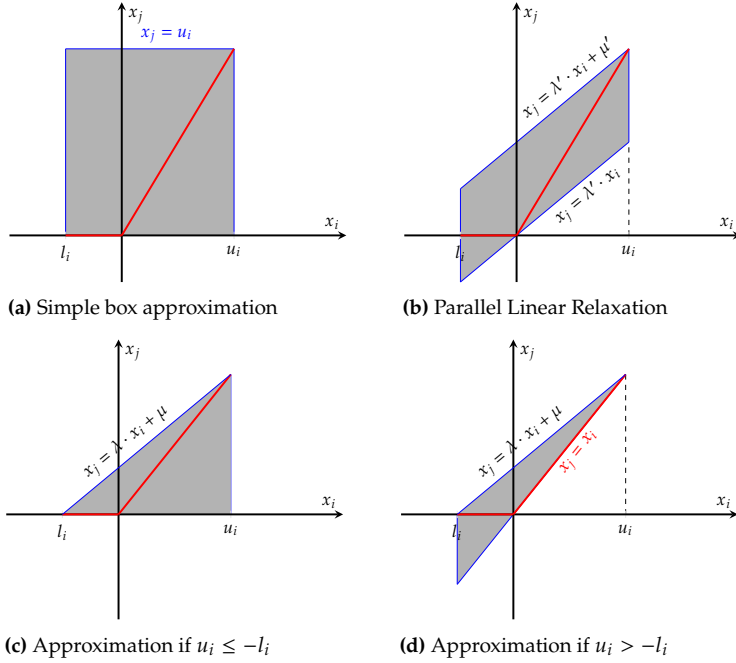 x_j
x_j = u_i
x_i
l_i
u_i
(a) Simple box approximation
x_j
x_j = λ′ · x_i + μ′
x_j = λ′ · x_i
x_i
l_i
u_i
(b) Parallel Linear Relaxation
x_j
x_j = λ · x_i + μ
x_i
l_i
u_i
(c) Approximation if u_i ≤ −l_i
x_j
x_j = λ · x_i + μ
x_j = x_i
x_i
l_i
u_i
(d) Approximation if u_i > −l_i